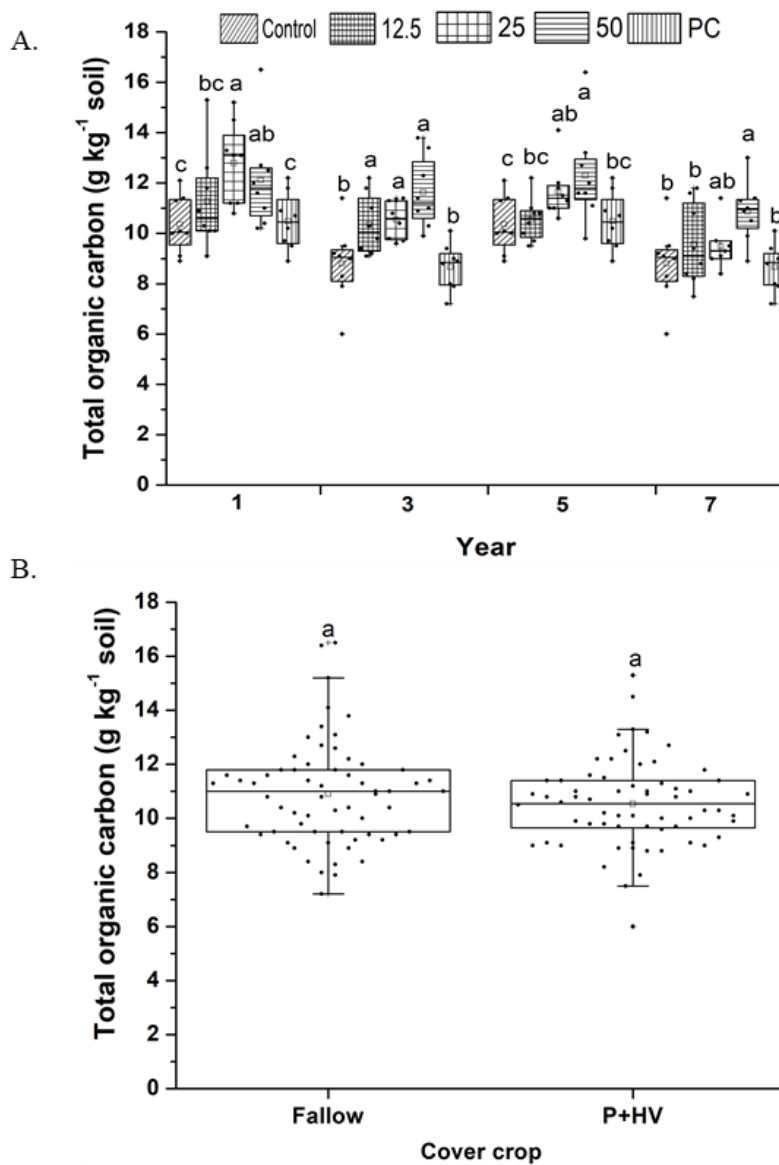 A.
Control 12.5 25 50 PC
Total organic carbon (g kg⁻¹ soil)
18
16
14
12
10
8
6
4
2
0
c bc a ab c
b a a a b
c bc ab a bc
b b ab a b
1 3 5 7
Year
B.
Total organic carbon (g kg⁻¹ soil)
18
16
14
12
10
8
6
4
2
0
a a
Fallow P+HV
Cover crop